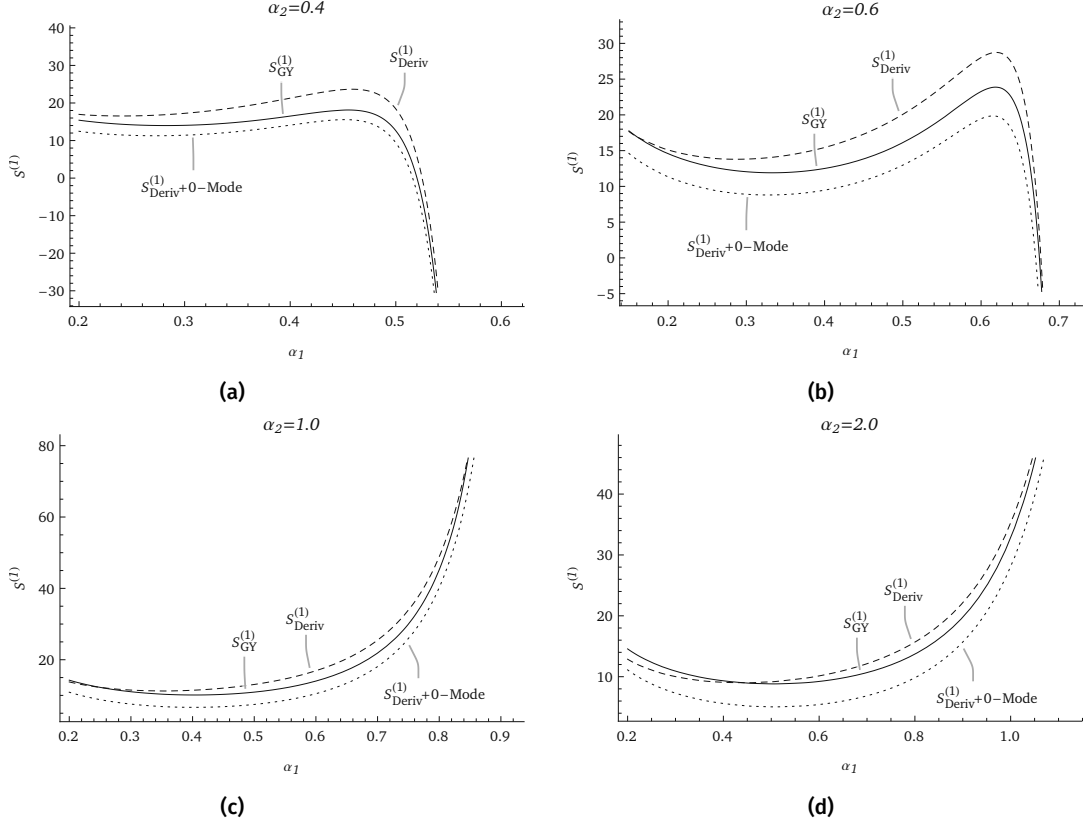 α2=0.4
S(1)
40
30
20
10
0
−10
−20
−30
S(1)GY
S(1)Deriv
S(1)Deriv+0−Mode
0.2 0.3 0.4 0.5 0.6
α1
(a)
α2=0.6
S(1)
30
25
20
15
10
5
0
−5
S(1)Deriv
S(1)GY
S(1)Deriv+0−Mode
0.2 0.3 0.4 0.5 0.6 0.7
α1
(b)
α2=1.0
S(1)
80
60
40
20
S(1)Deriv
S(1)GY
S(1)Deriv+0−Mode
0.2 0.3 0.4 0.5 0.6 0.7 0.8 0.9
α1
(c)
α2=2.0
S(1)
40
30
20
10
S(1)Deriv
S(1)GY
S(1)Deriv+0−Mode
0.2 0.4 0.6 0.8 1.0
α1
(d)